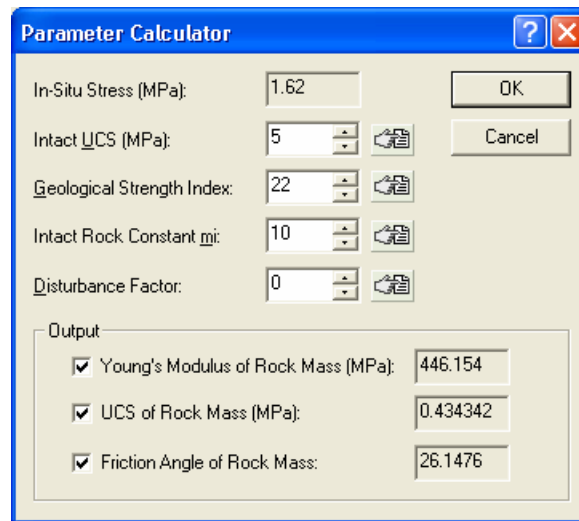 Parameter Calculator
In-Situ Stress (MPa): 1.62 OK
Intact UCS (MPa): 5 Cancel
Geological Strength Index: 22
Intact Rock Constant mi: 10
Disturbance Factor: 0
Output
Young's Modulus of Rock Mass (MPa): 446.154
UCS of Rock Mass (MPa): 0.434342
Friction Angle of Rock Mass: 26.1476